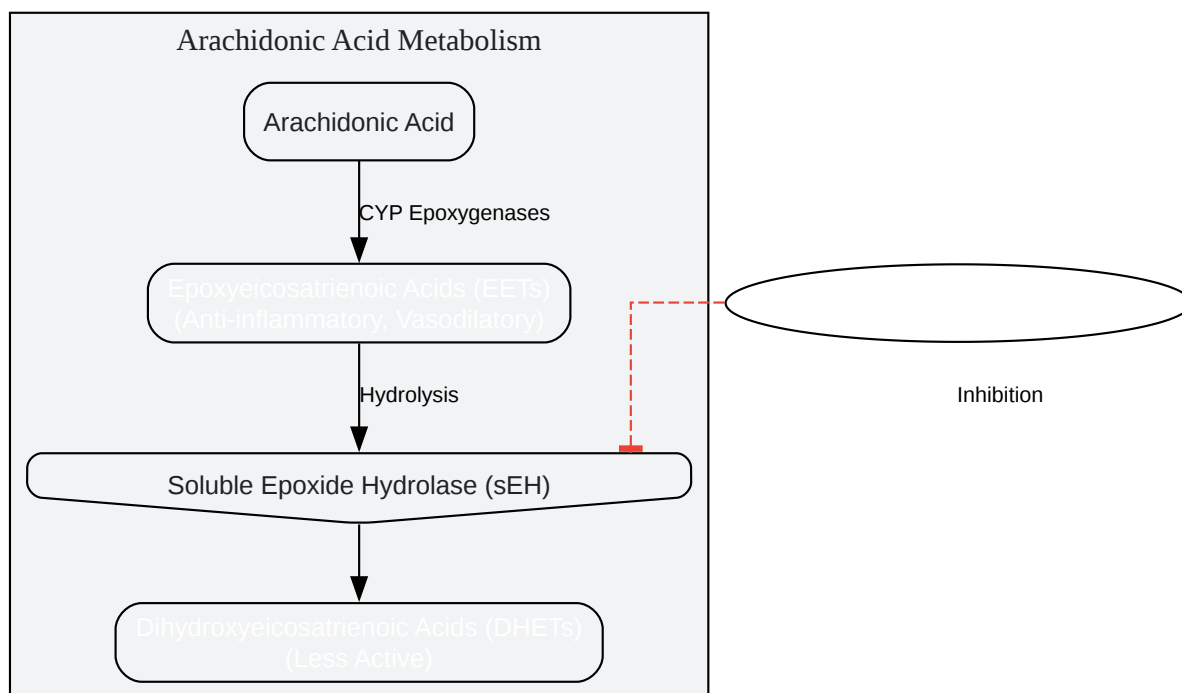 Arachidonic Acid Metabolism
Arachidonic Acid
CYP Epoxygenases
Epoxyeicosatrienoic Acids (EETs)
(Anti-inflammatory, Vasodilatory)
Hydrolysis
Inhibition
Soluble Epoxide Hydrolase (sEH)
Dihydroxyeicosatrienoic Acids (DHETs)
(Less Active)